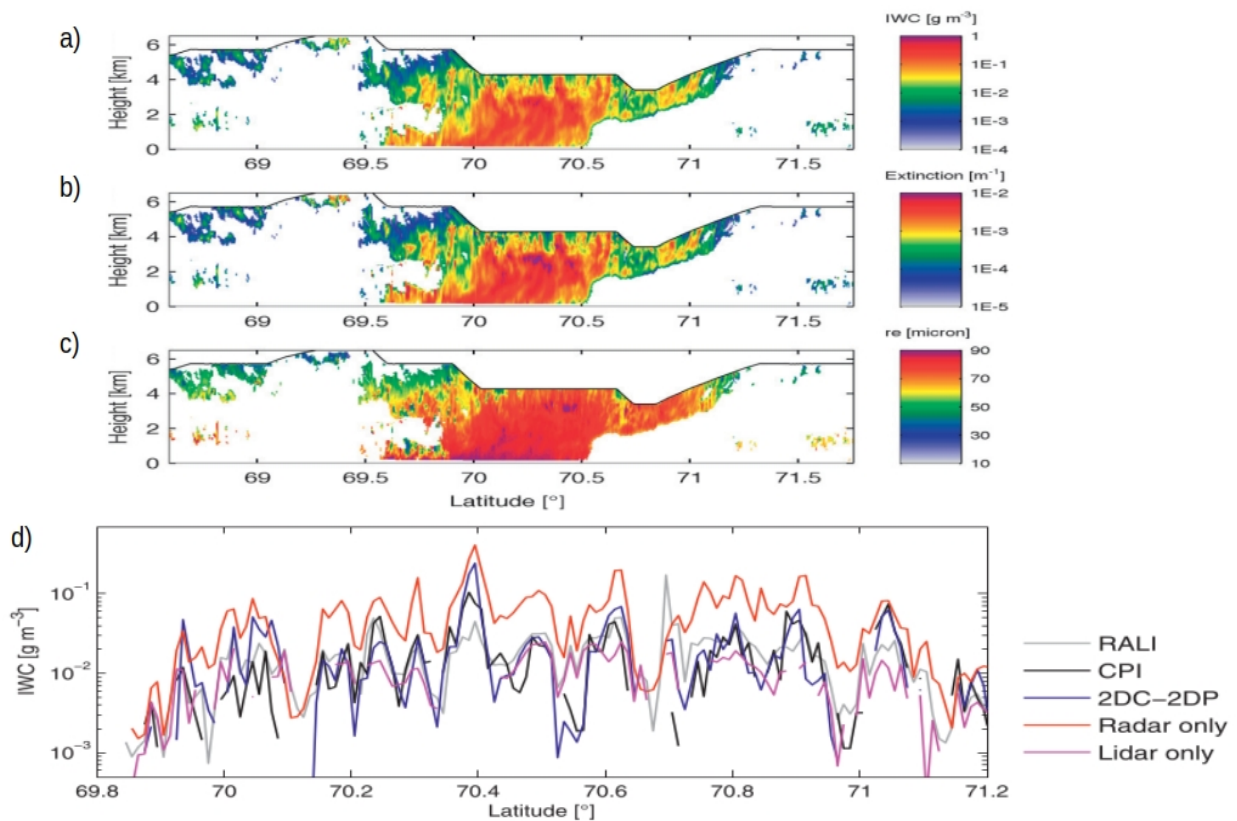 a)
IWC [g m⁻³]
Height [km]
6
4
2
0
1
1E-1
1E-2
1E-3
1E-4
69 69.5 70 70.5 71 71.5
b)
Extinction [m⁻¹]
Height [km]
6
4
2
0
1E-2
1E-3
1E-4
1E-5
69 69.5 70 70.5 71 71.5
c)
re [micron]
Height [km]
6
4
2
0
90
70
50
30
10
69 69.5 70 70.5 71 71.5
Latitude [°]
d)
IWC [g m⁻³]
10⁻¹
10⁻²
10⁻³
69.8 70 70.2 70.4 70.6 70.8 71 71.2
Latitude [°]
RALI
CPI
2DC−2DP
Radar only
Lidar only